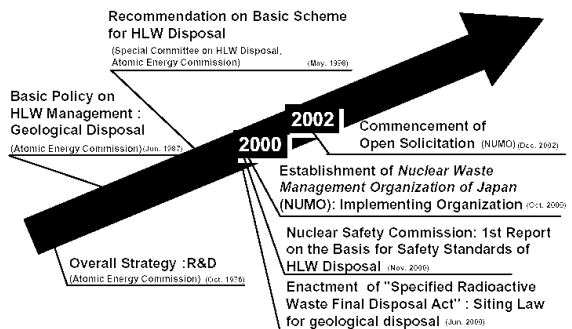 Recommendation on Basic Scheme
for HLW Disposal
(Special Committee on HLW Disposal,
Atomic Energy Commission) (May. 1998)
Basic Policy on
HLW Management :
Geological Disposal
(Atomic Energy Commission)(Jun. 1987)
2002
2000
Commencement of
Open Solicitation (NUMO) (Dec. 2002)
Establishment of Nuclear Waste
Management Organization of Japan
(NUMO): Implementing Organization (Oct. 2000)
Nuclear Safety Commission: 1st Report
on the Basis for Safety Standards of
HLW Disposal (Nov. 2000)
Overall Strategy :R&D
(Atomic Energy Commission) (Oct. 1976)
Enactment of "Specified Radioactive
Waste Final Disposal Act" : Siting Law
for geological disposal (Jun. 2000)